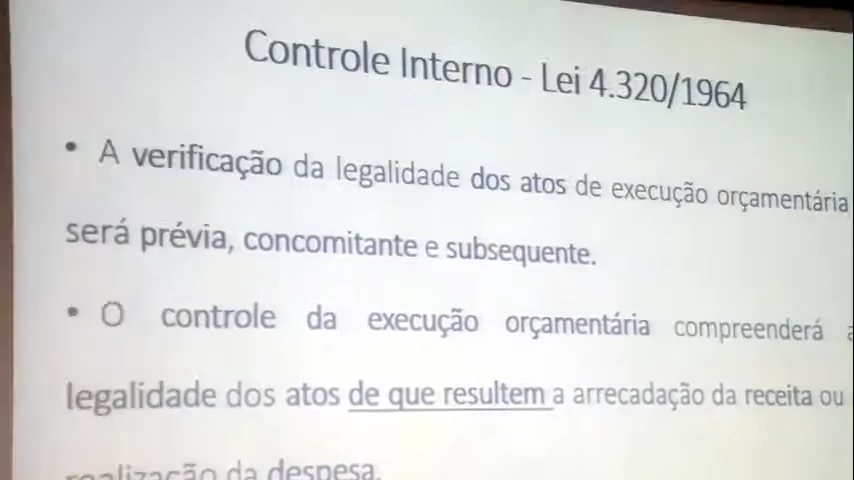 Controle Interno - Lei 4.320/1964
• A verificação da legalidade dos atos de execução orçamentária
será prévia, concomitante e subsequente.
• O controle da execução orçamentária compreenderá a
legalidade dos atos de que resultem a arrecadação da receita ou
realização da despesa.